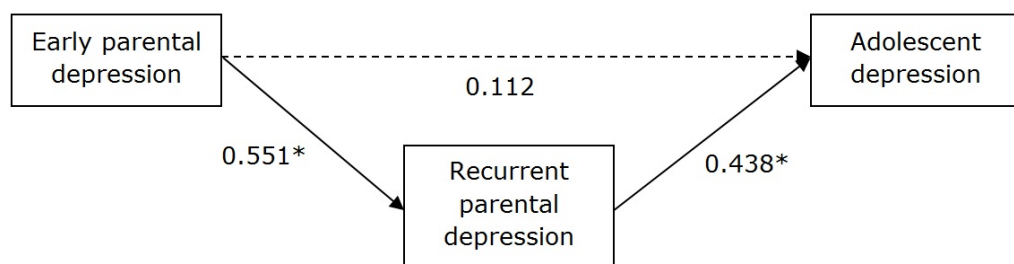 Early parental
depression
Adolescent
depression
0.112
0.551*
0.438*
Recurrent
parental
depression